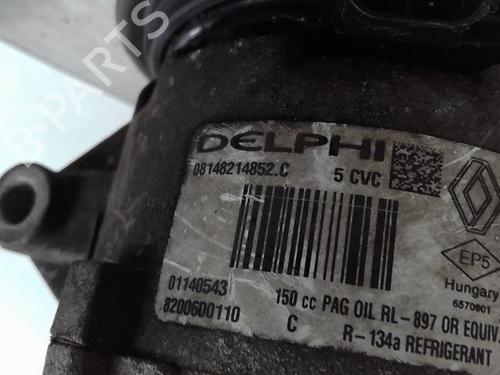 DELPHI
08148214852.C
5 CVC
EP5
Hungary
6570901
01140543
150 cc PAG OIL RL-897 OR EQUIV.
8200600110
C
R-134a REFRIGERANT
B-PARTS